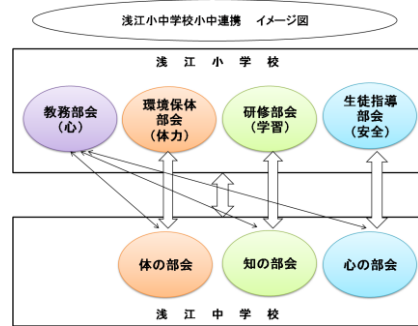 浅江小中学校小中連携　イメージ図
浅　江　小　学　校
教務部会
(心)
環境保体
部会
(体力)
研修部会
(学習)
生徒指導
部会
(安全)
体の部会
知の部会
心の部会
浅　江　中　学　校